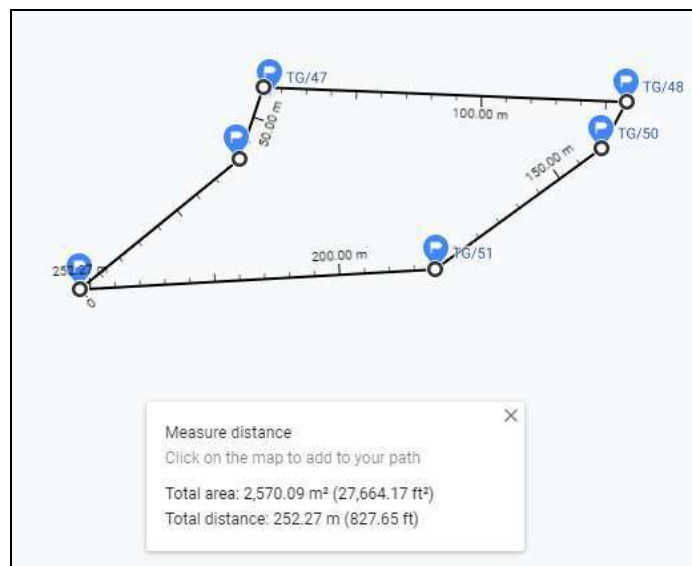 TG/47
TG/48
50.00 m
100.00 m
TG/50
150.00 m
TG/51
200.00 m
252.27 m
0
Measure distance
Click on the map to add to your path
Total area: 2,570.09 m² (27,664.17 ft²)
Total distance: 252.27 m (827.65 ft)